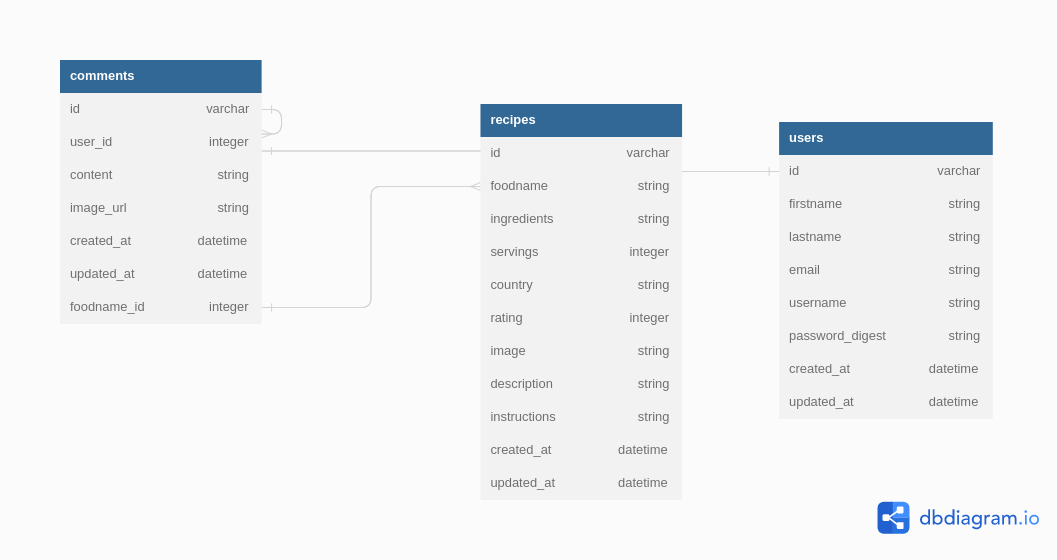 comments
id varchar
user_id integer
content string
image_url string
created_at datetime
updated_at datetime
foodname_id integer
recipes
id varchar
foodname string
ingredients string
servings integer
country string
rating integer
image string
description string
instructions string
created_at datetime
updated_at datetime
users
id varchar
firstname string
lastname string
email string
username string
password_digest string
created_at datetime
updated_at datetime
dbdiagram.io